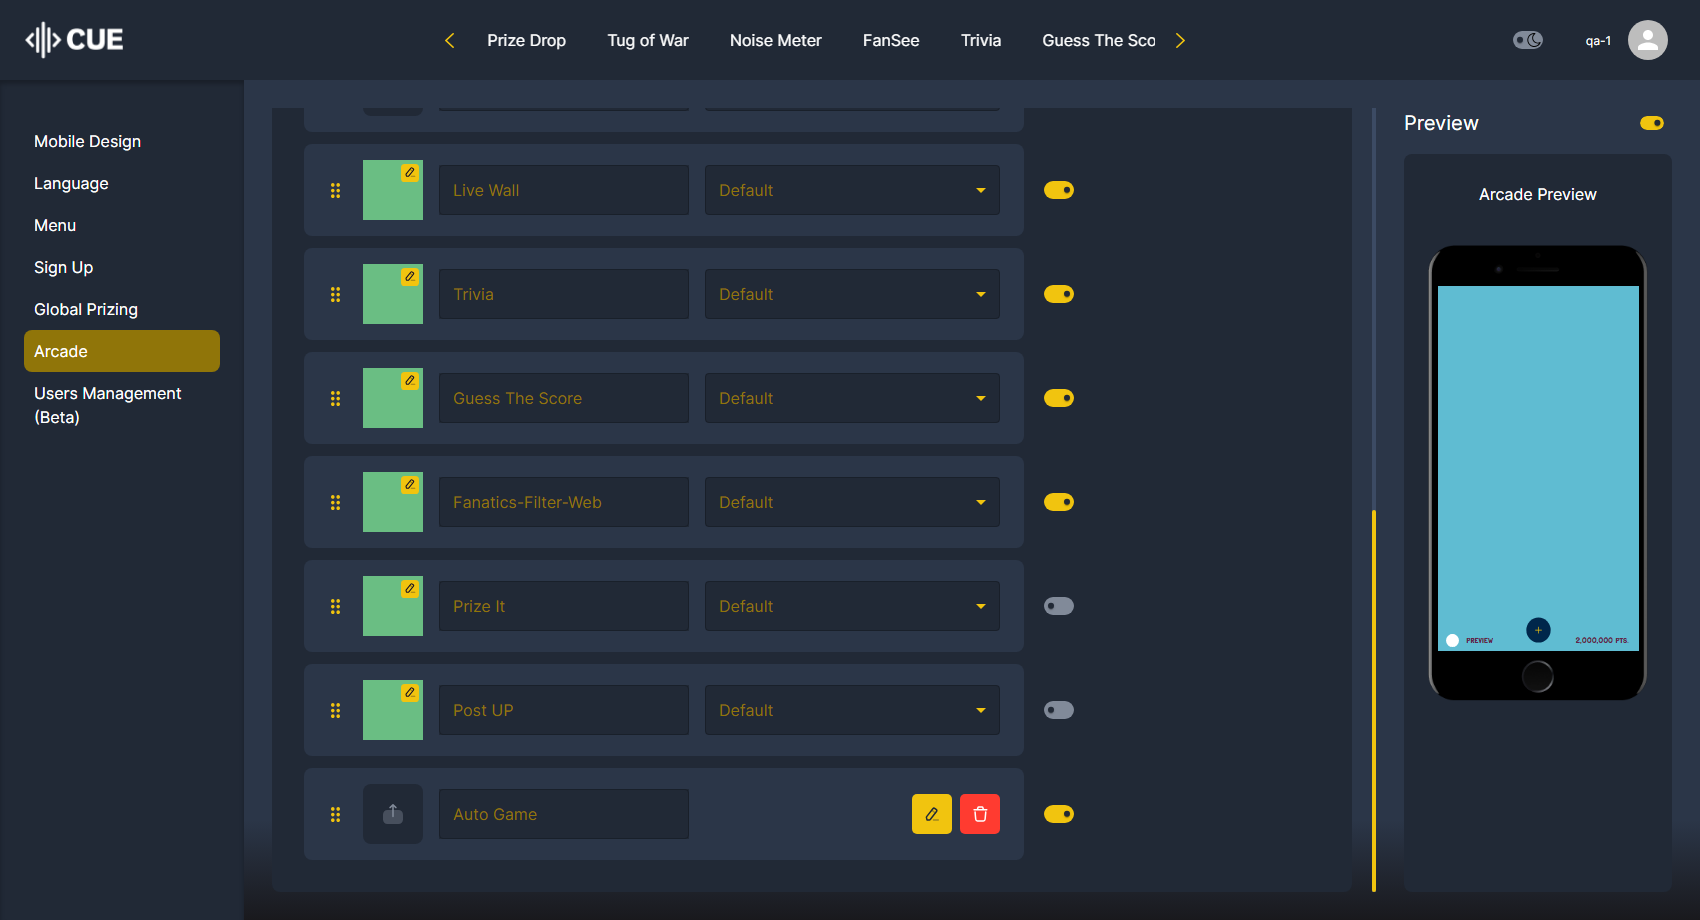 CUE
Prize Drop
Tug of War
Noise Meter
FanSee
Trivia
Guess The Sco
qa-1
Mobile Design
Language
Menu
Sign Up
Global Prizing
Arcade
Users Management
(Beta)
Live Wall
Default
Trivia
Default
Guess The Score
Default
Fanatics-Filter-Web
Default
Prize It
Default
Post UP
Default
Auto Game
Preview
Arcade Preview
PREVIEW
2,000,000 PTS.